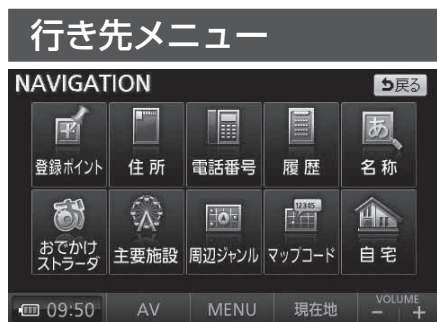 行き先メニュー
NAVIGATION
戻る
登録ポイント
住所
電話番号
履歴
あ
名称
12345
おでかけ
ストラーダ
主要施設
周辺ジャンル
マップコード
自宅
09:50
AV
MENU
現在地
VOLUME
− +